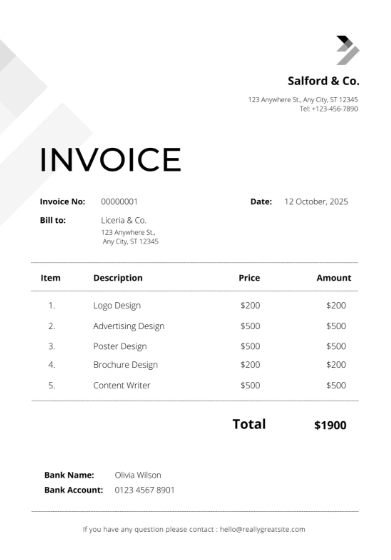 Salford & Co.
123 Anywhere St., Any City, ST 12345
Tel: +123-456-7890
INVOICE
Invoice No: 00000001 Date: 12 October, 2025
Bill to: Liceria & Co.
123 Anywhere St.,
Any City, ST 12345
Item Description Price Amount
1. Logo Design $200 $200
2. Advertising Design $500 $500
3. Poster Design $500 $500
4. Brochure Design $200 $200
5. Content Writer $500 $500
Total $1900
Bank Name: Olivia Wilson
Bank Account: 0123 4567 8901
If you have any question please contact : hello@reallygreatsite.com